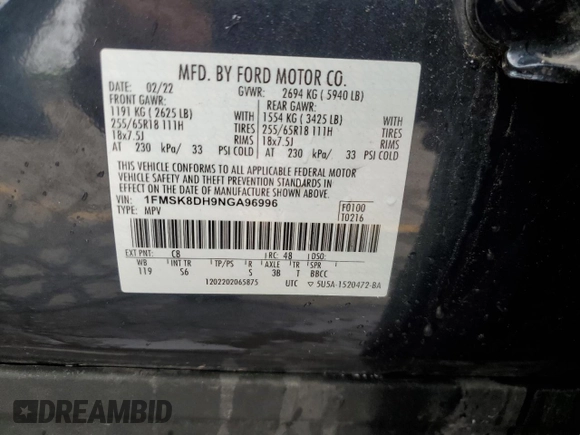 MFD. BY FORD MOTOR CO.
DATE: 02/22 GVWR: 2694 KG ( 5940 LB)
FRONT GAWR: REAR GAWR:
1191 KG ( 2625 LB) WITH 1554 KG ( 3425 LB) WITH
255/65R18 111H TIRES 255/65R18 111H TIRES
18x7.5J RIMS 18x7.5J RIMS
AT 230 kPa/ 33 PSI COLD AT 230 kPa/ 33 PSI COLD
THIS VEHICLE CONFORMS TO ALL APPLICABLE FEDERAL MOTOR
VEHICLE SAFETY AND THEFT PREVENTION STANDARDS IN
EFFECT ON THE DATE OF MANUFACTURE SHOWN ABOVE.
VIN: 1FMSK8DH9NGA96996 F0100
TYPE: MPV T0216
EXT PNT: C8 RC: 48 DSO:
WB INT TR TP/PS R AXLE TR SPR
119 S6 S 3B T BBCC
1202202065875 UTC 5U5A-1520472-BA
DREAMBID